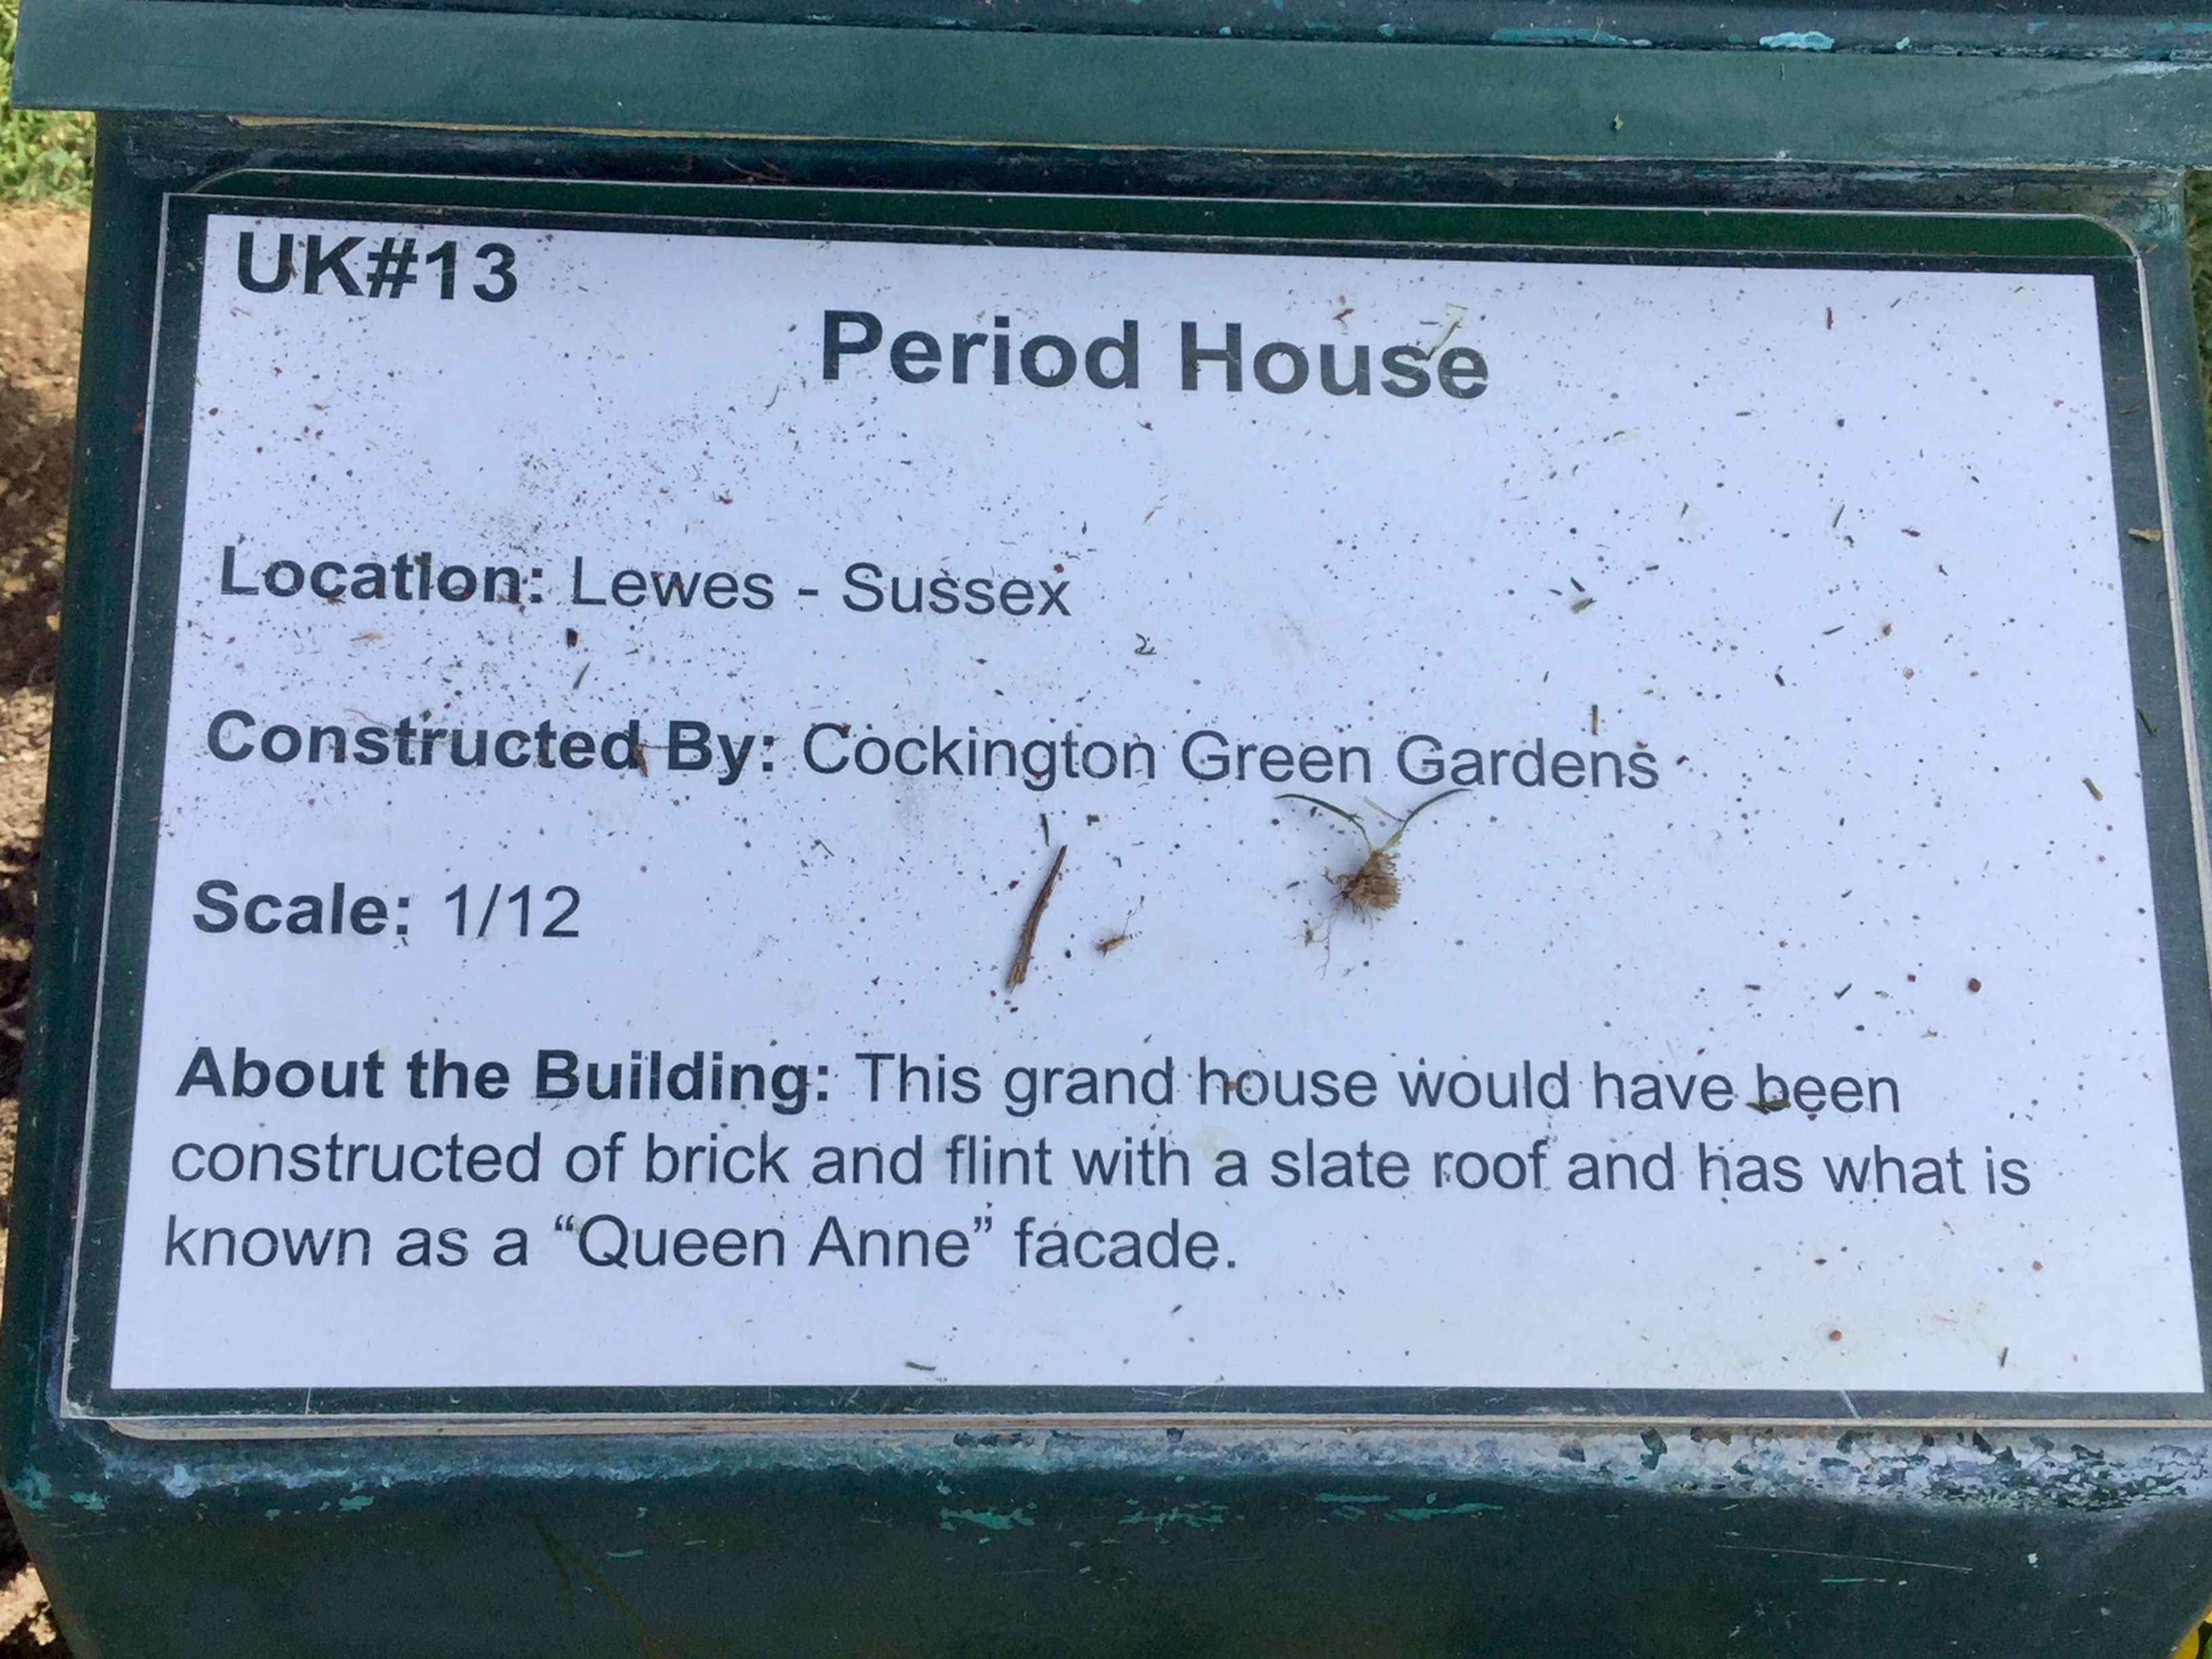 UK#13
Period House
Location: Lewes - Sussex
Constructed By: Cockington Green Gardens
Scale: 1/12
About the Building: This grand house would have been
constructed of brick and flint with a slate roof and has what is
known as a “Queen Anne” facade.